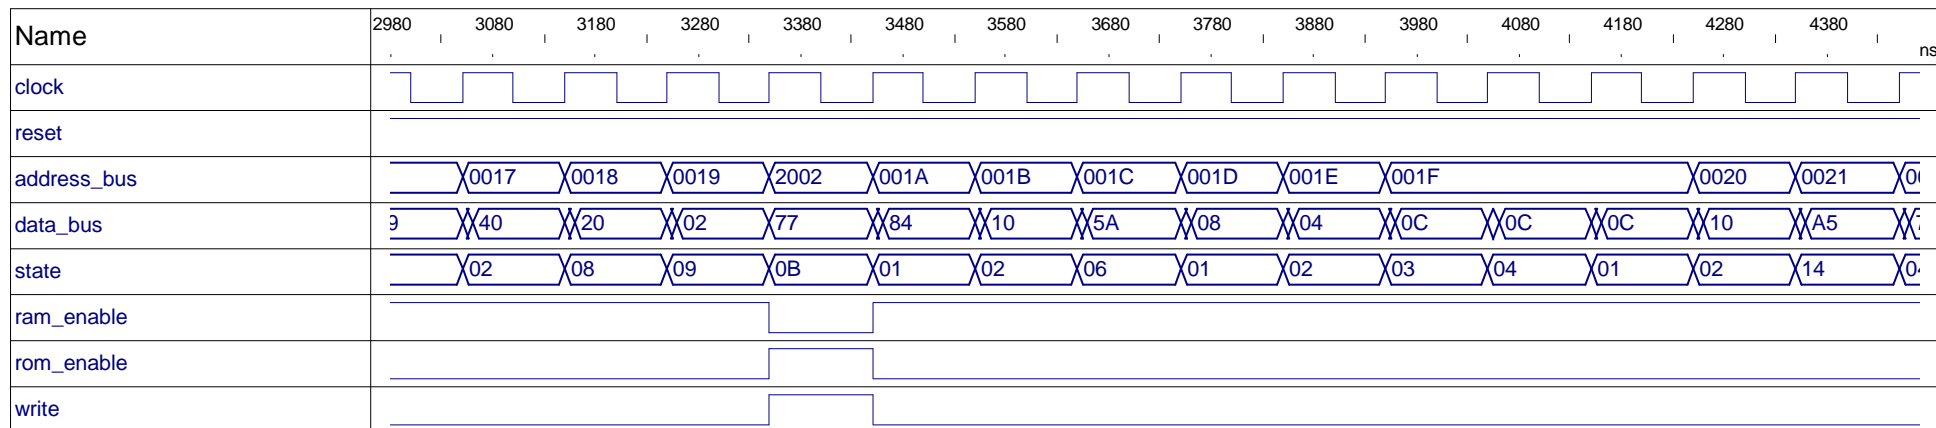 Name 2980 3080 3180 3280 3380 3480 3580 3680 3780 3880 3980 4080 4180 4280 4380
ns
clock
reset
address_bus 0017 0018 0019 2002 001A 001B 001C 001D 001E 001F 0020 0021
data_bus 40 20 02 77 84 10 5A 08 04 0C 0C 0C 10 A5
state 02 08 09 0B 01 02 06 01 02 03 04 01 02 14
ram_enable
rom_enable
write